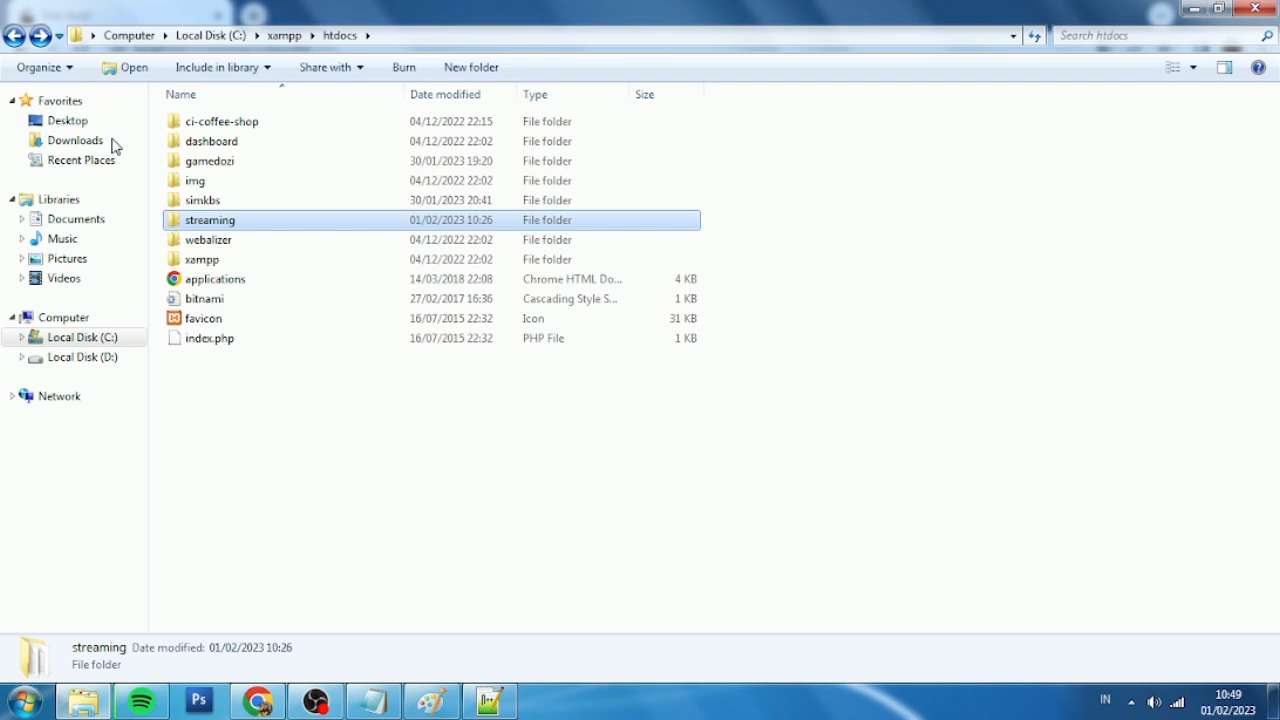 Computer Local Disk (C:) xampp htdocs Search htdocs
Organize Open Include in library Share with Burn New folder
Name Date modified Type Size
Favorites
Desktop
Downloads
Recent Places
Libraries
Documents
Music
Pictures
Videos
Computer
Local Disk (C:)
Local Disk (D:)
Network
ci-coffee-shop 04/12/2022 22:15 File folder
dashboard 04/12/2022 22:02 File folder
gamedozi 30/01/2023 19:20 File folder
img 04/12/2022 22:02 File folder
simkbs 30/01/2023 20:41 File folder
streaming 01/02/2023 10:26 File folder
webalizer 04/12/2022 22:02 File folder
xampp 04/12/2022 22:02 File folder
applications 14/03/2018 22:08 Chrome HTML Do... 4 KB
bitnami 27/02/2017 16:36 Cascading Style S... 1 KB
favicon 16/07/2015 22:32 Icon 31 KB
index.php 16/07/2015 22:32 PHP File 1 KB
streaming Date modified: 01/02/2023 10:26
File folder
Ps
IN
10:49
01/02/2023